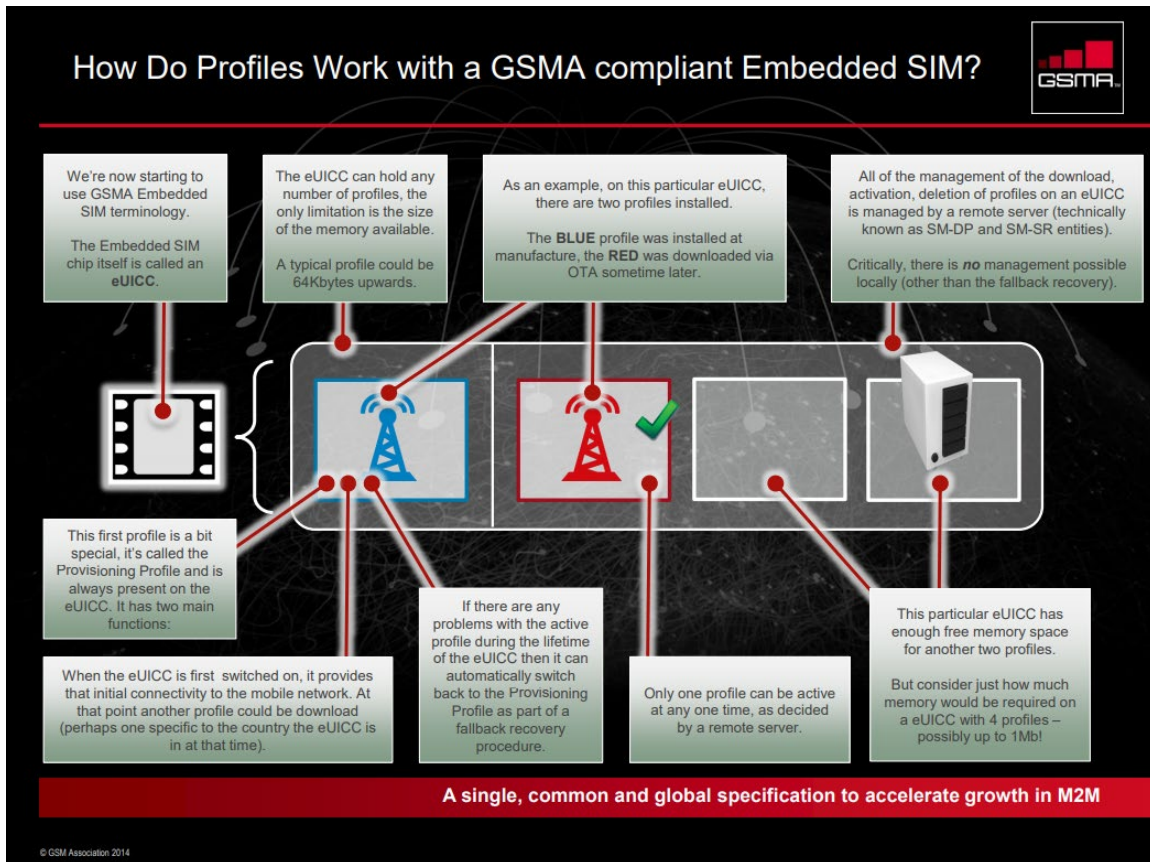 How Do Profiles Work with a GSMA compliant Embedded SIM?
GSMA
We're now starting to
use GSMA Embedded
SIM terminology.
The Embedded SIM
chip itself is called an
eUICC.
The eUICC can hold any
number of profiles, the
only limitation is the size
of the memory available.
A typical profile could be
64Kbytes upwards.
As an example, on this particular eUICC,
there are two profiles installed.
The BLUE profile was installed at
manufacture, the RED was downloaded via
OTA sometime later.
All of the management of the download,
activation, deletion of profiles on an eUICC
is managed by a remote server (technically
known as SM-DP and SM-SR entities).
Critically, there is no management possible
locally (other than the fallback recovery).
This first profile is a bit
special, it's called the
Provisioning Profile and is
always present on the
eUICC. It has two main
functions:
When the eUICC is first switched on, it provides
that initial connectivity to the mobile network. At
that point another profile could be download
(perhaps one specific to the country the eUICC is
in at that time).
If there are any
problems with the active
profile during the lifetime
of the eUICC then it can
automatically switch
back to the Provisioning
Profile as part of a
fallback recovery
procedure.
Only one profile can be active
at any one time, as decided
by a remote server.
This particular eUICC has
enough free memory space
for another two profiles.
But consider just how much
memory would be required on
a eUICC with 4 profiles –
possibly up to 1Mb!
A single, common and global specification to accelerate growth in M2M
© GSM Association 2014